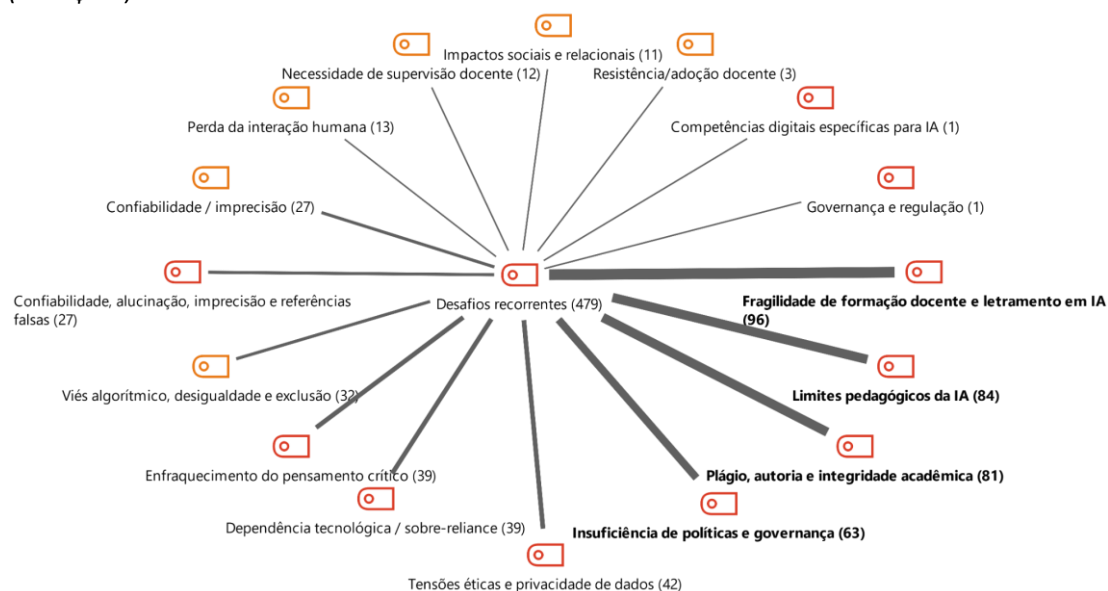 Impactos sociais e relacionais (11)
Necessidade de supervisão docente (12)
Resistência/adoção docente (3)
Perda da interação humana (13)
Competências digitais específicas para IA (1)
Confiabilidade / imprecisão (27)
Governança e regulação (1)
Confiabilidade, alucinação, imprecisão e referências
falsas (27)
Desafios recorrentes (479)
Fragilidade de formação docente e letramento em IA
(96)
Viés algorítmico, desigualdade e exclusão (32)
Limites pedagógicos da IA (84)
Enfraquecimento do pensamento crítico (39)
Plágio, autoria e integridade acadêmica (81)
Dependência tecnológica / sobre-reliance (39)
Insuficiência de políticas e governança (63)
Tensões éticas e privacidade de dados (42)